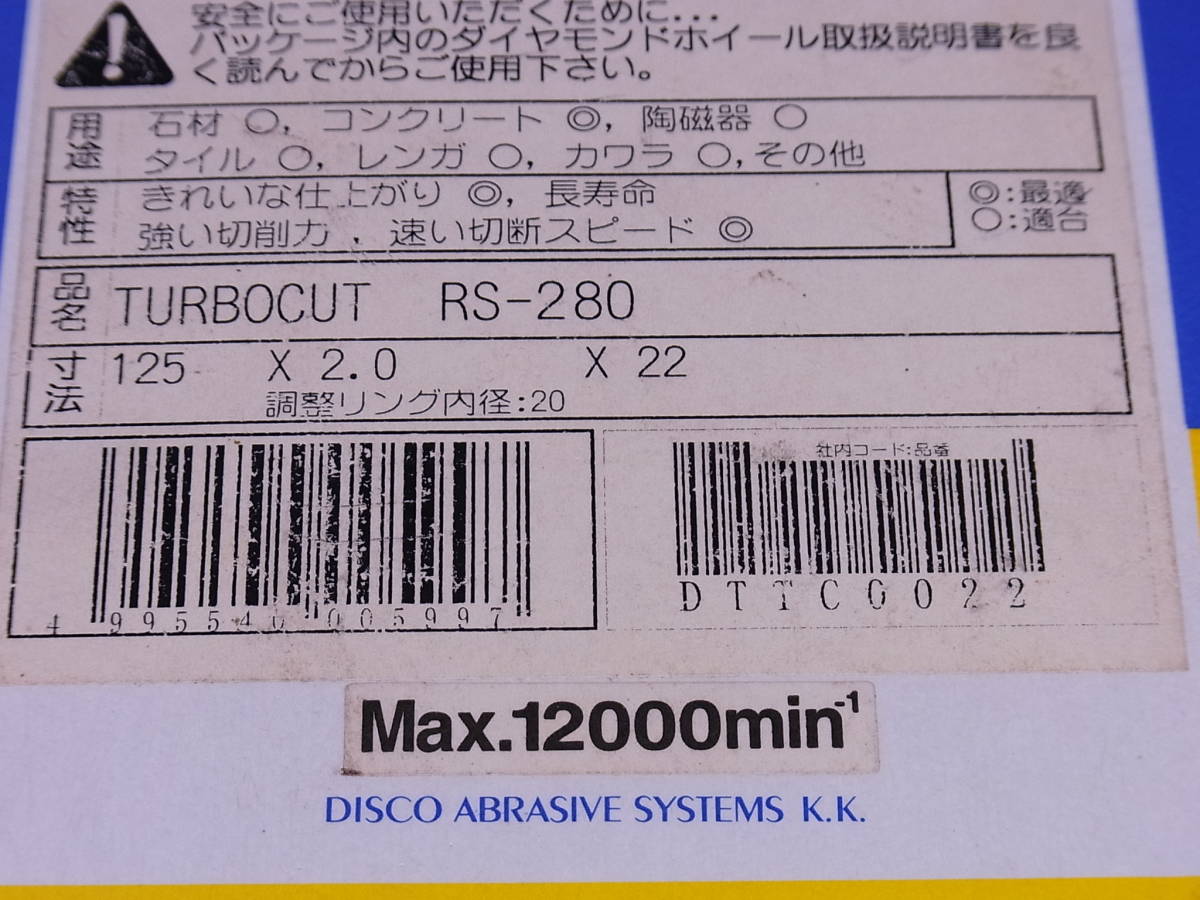 安全にご使用いただくために...
パッケージ内のダイヤモンドホイール取扱説明書を良
く読んでからご使用下さい。
用途
石材 ○, コンクリート ◎, 陶磁器 ○
タイル ○, レンガ ○, カワラ ○, その他
特性
きれいな仕上がり ◎, 長寿命
強い切削力 , 速い切断スピード ◎
◎:最適
○:適合
品名
TURBOCUT RS-280
寸法
125 X 2.0 X 22
調整リング内径:20
4 995540 005997
社内コード:品番
DTTC0022
Max.12000min⁻¹
DISCO ABRASIVE SYSTEMS K.K.